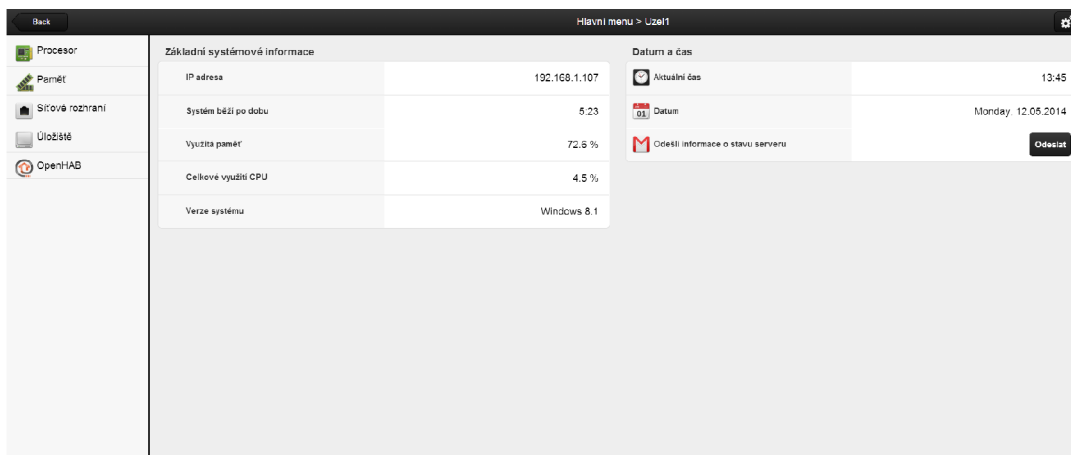 Back
Hlavní menu > Uzel1
Procesor
Paměť
Síťové rozhraní
Úložiště
OpenHAB
Základní systémové informace
IP adresa 192.168.1.107
Systém běží po dobu 5:23
Využitá paměť 72.6 %
Celkové využití CPU 4.5 %
Verze systému Windows 8.1
Datum a čas
Aktuální čas 13:45
01 Datum Monday, 12.05.2014
Odešli informace o stavu serveru Odeslat